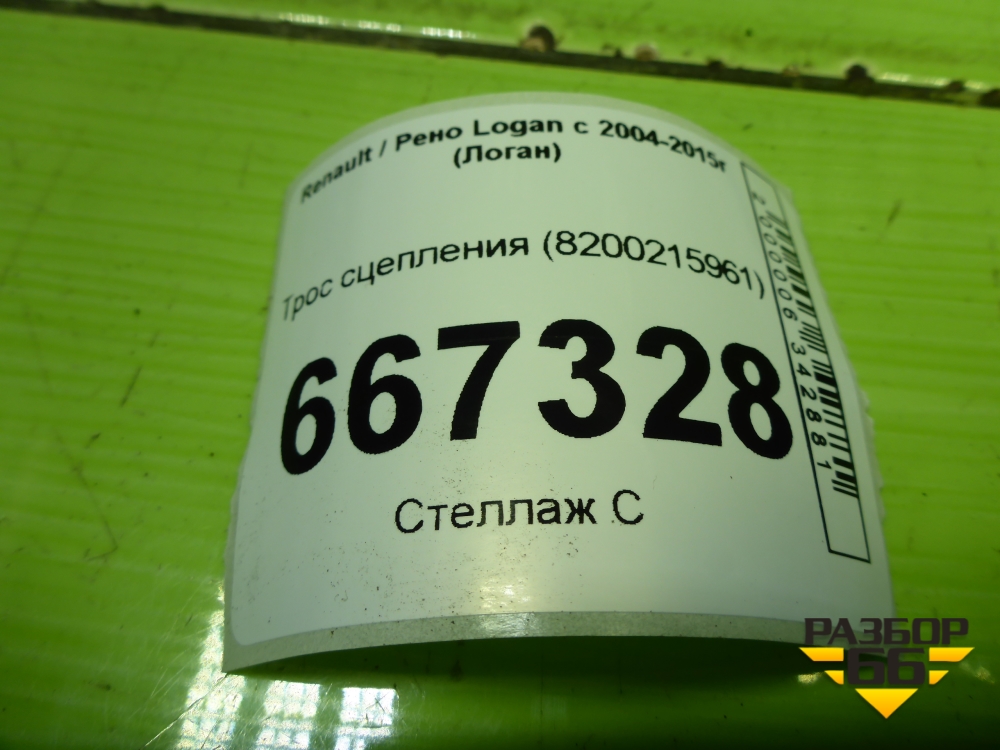 Renault / Рено Logan с 2004-2015г
(Логан)
Трос сцепления (8200215961)
667328
Стеллаж С
2000006342881
РАЗБОР
66